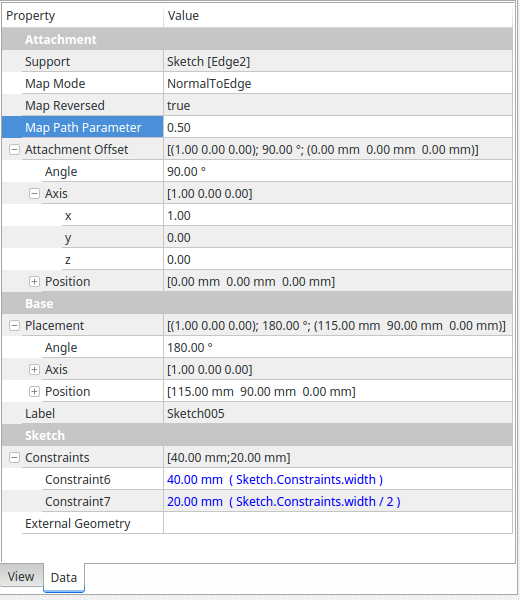 Property Value
Attachment
Support Sketch [Edge2]
Map Mode NormalToEdge
Map Reversed true
Map Path Parameter 0.50
Attachment Offset [(1.00 0.00 0.00); 90.00 °; (0.00 mm 0.00 mm 0.00 mm)]
Angle 90.00 °
Axis [1.00 0.00 0.00]
x 1.00
y 0.00
z 0.00
Position [0.00 mm 0.00 mm 0.00 mm]
Base
Placement [(1.00 0.00 0.00); 180.00 °; (115.00 mm 90.00 mm 0.00 mm)]
Angle 180.00 °
Axis [1.00 0.00 0.00]
Position [115.00 mm 90.00 mm 0.00 mm]
Label Sketch005
Sketch
Constraints [40.00 mm;20.00 mm]
Constraint6 40.00 mm ( Sketch.Constraints.width )
Constraint7 20.00 mm ( Sketch.Constraints.width / 2 )
External Geometry
View Data